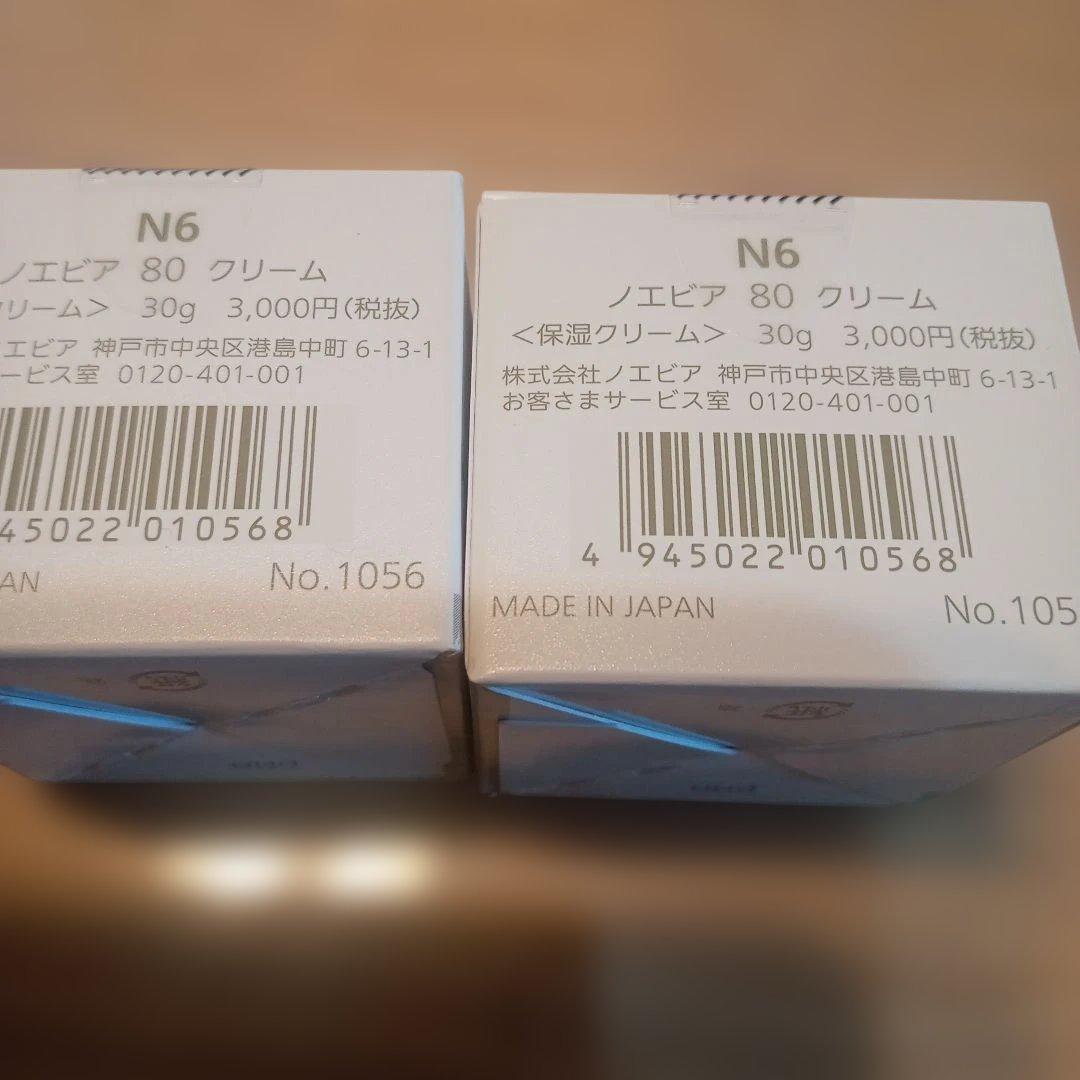 N6
ノエビア 80 クリーム
クリーム＞ 30g 3,000円(税抜)
エビア 神戸市中央区港島中町 6-13-1
ービス室 0120-401-001
45022 010568
AN
No.1056
N6
ノエビア 80 クリーム
＜保湿クリーム＞ 30g 3,000円(税抜)
株式会社ノエビア 神戸市中央区港島中町 6-13-1
お客さまサービス室 0120-401-001
4 945022 010568
MADE IN JAPAN
No.105